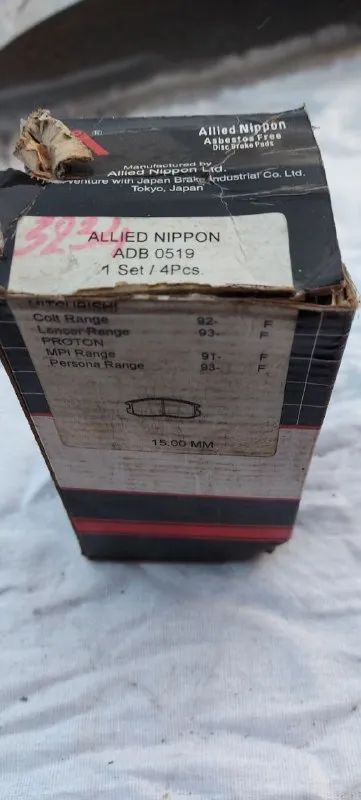 ®
Allied Nippon
Asbestos Free
Disc Brake Pads
Manufactured by
Allied Nippon Ltd.
venture with Japan Brake Industrial Co. Ltd.
Tokyo, Japan
ALLIED NIPPON
ADB 0519
1 Set / 4Pcs.
MITSUBISHI
Colt Range 92- F
Lancer Range 93- F
PROTON
MPI Range 91- F
Persona Range 93- F
15.00 MM